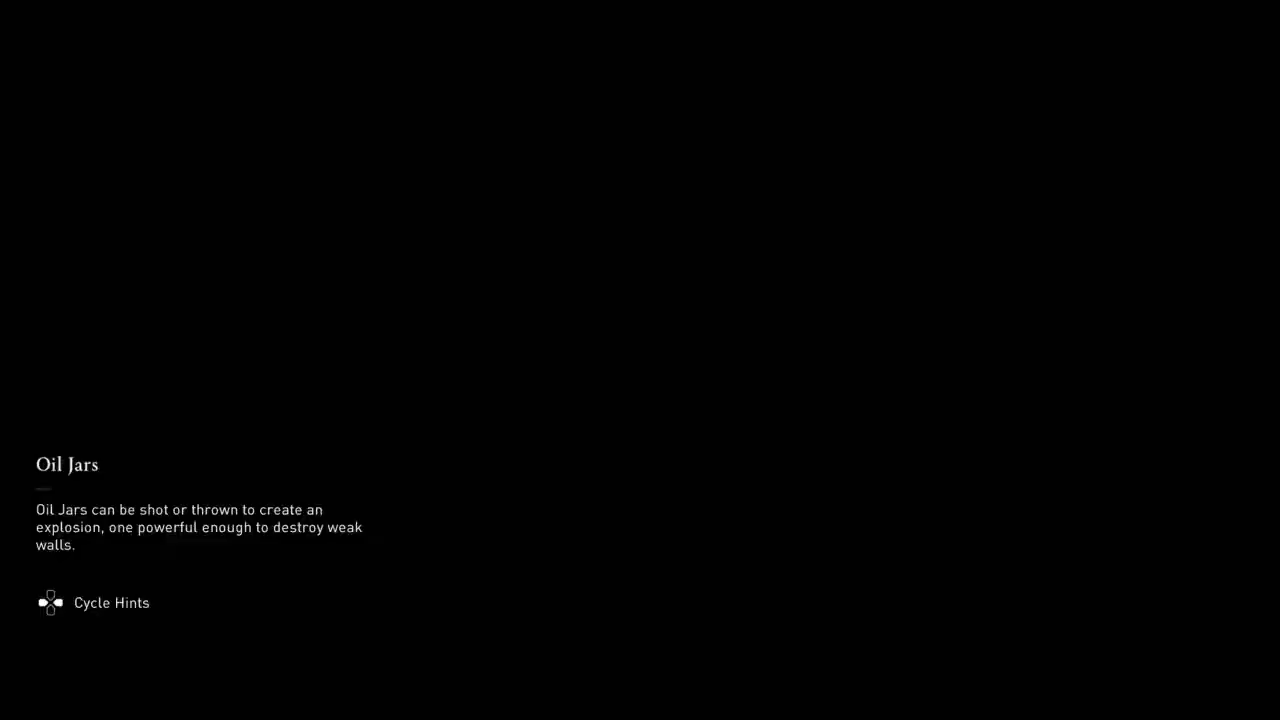 Oil Jars
Oil Jars can be shot or thrown to create an
explosion, one powerful enough to destroy weak
walls.
Cycle Hints